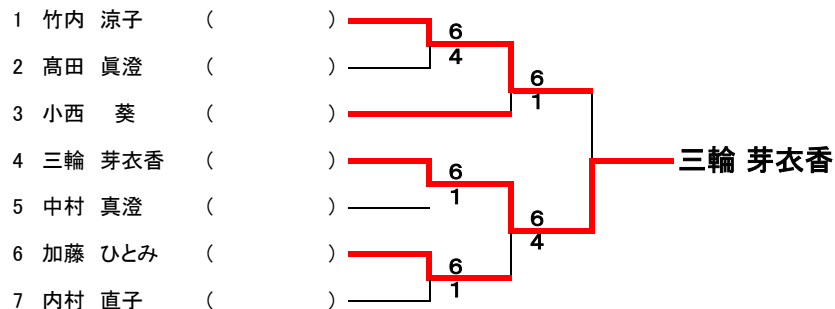 1 竹内 涼子 ( )
6
4
2 髙田 眞澄 ( )
6
1
3 小西 葵 ( )
4 三輪 芽衣香 ( )
三輪 芽衣香
6
1
5 中村 真澄 ( )
6
4
6 加藤 ひとみ ( )
6
1
7 内村 直子 ( )